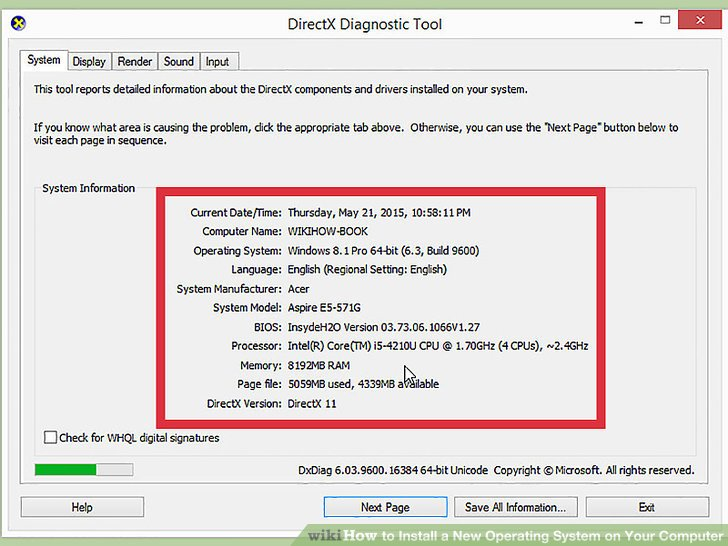 DirectX Diagnostic Tool
System Display Render Sound Input
This tool reports detailed information about the DirectX components and drivers installed on your system.
If you know what area is causing the problem, click the appropriate tab above. Otherwise, you can use the "Next Page" button below to
visit each page in sequence.
System Information
Current Date/Time: Thursday, May 21, 2015, 10:58:11 PM
Computer Name: WIKIHOW-BOOK
Operating System: Windows 8.1 Pro 64-bit (6.3, Build 9600)
Language: English (Regional Setting: English)
System Manufacturer: Acer
System Model: Aspire E5-571G
BIOS: InsydeH2O Version 03.73.06.1066V1.27
Processor: Intel(R) Core(TM) i5-4210U CPU @ 1.70GHz (4 CPUs), ~2.4GHz
Memory: 8192MB RAM
Page file: 5059MB used, 4339MB available
DirectX Version: DirectX 11
Check for WHQL digital signatures
DxDiag 6.03.9600.16384 64-bit Unicode Copyright © Microsoft. All rights reserved.
Help Next Page Save All Information... Exit
wikiHow to Install a New Operating System on Your Computer